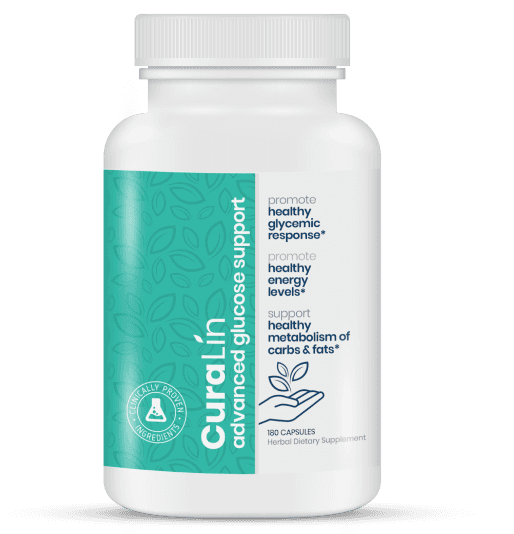 CuraLín
advanced glucose support
CLINICALLY PROVEN
• INGREDIENTS •
promote
healthy
glycemic
response*
promote
healthy
energy
levels*
support
healthy
metabolism of
carbs & fats*
180 CAPSULES
Herbal Dietary Supplement